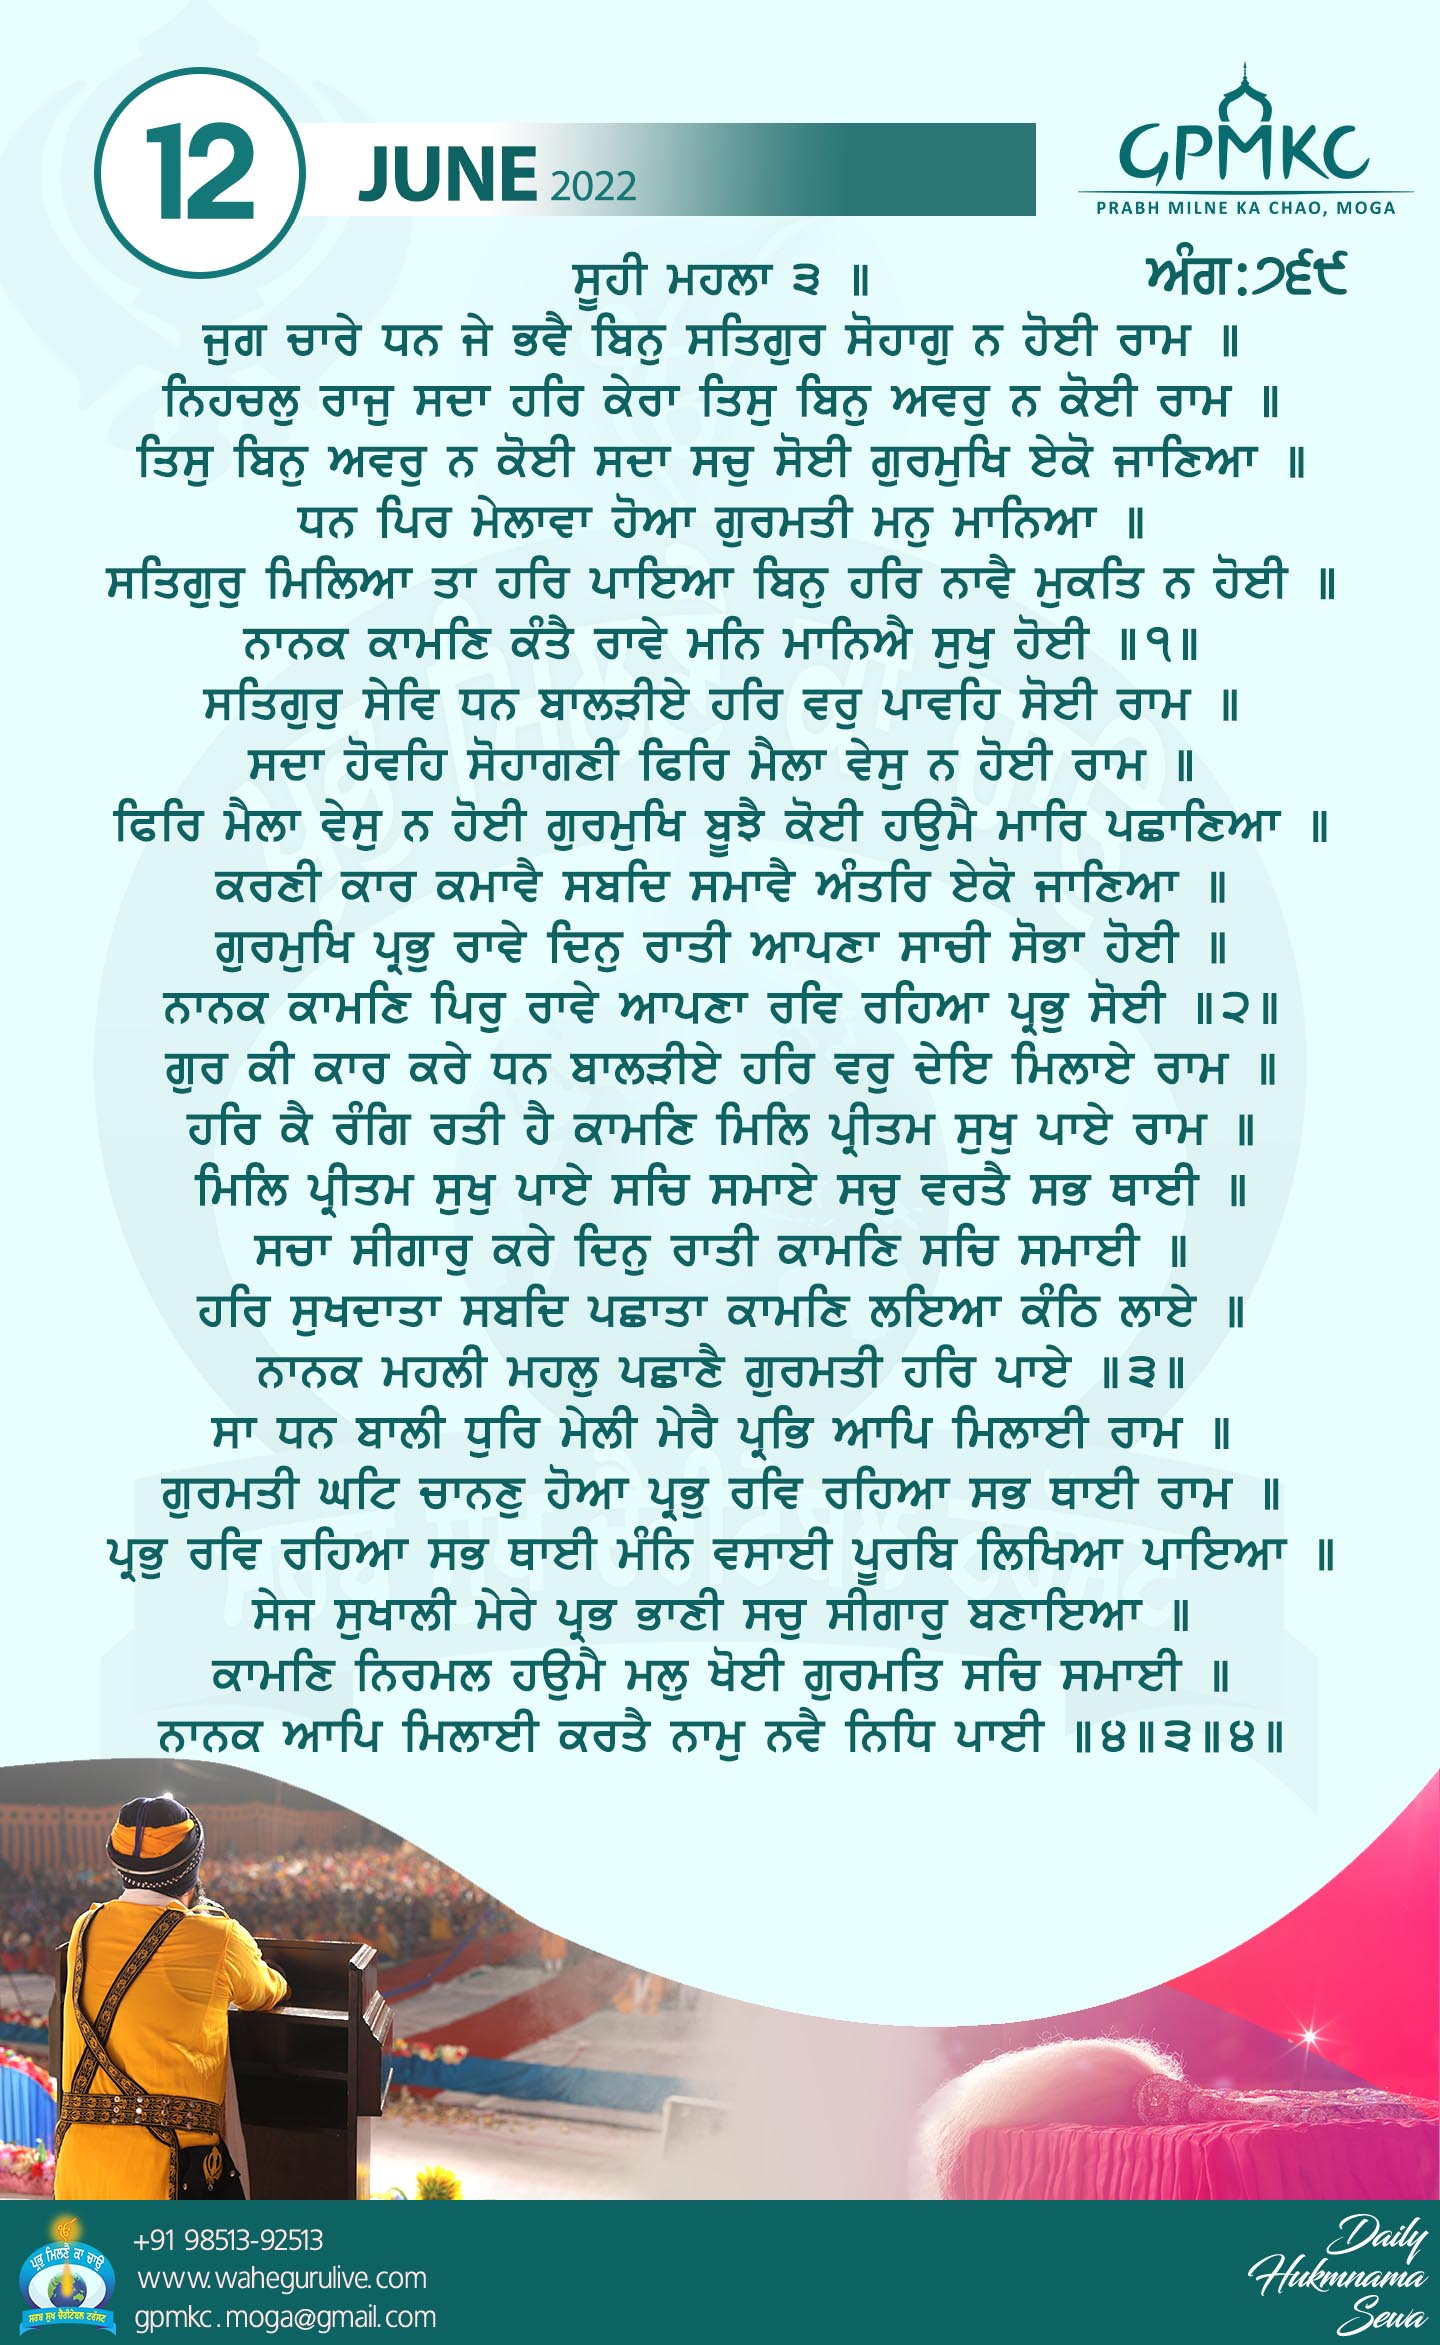 12
JUNE 2022
GPMKC
PRABH MILNE KA CHAO, MOGA
ਸੂਹੀ ਮਹਲਾ ੩ ॥
ਅੰਗ:੭੬੯
ਜੁਗ ਚਾਰੇ ਧਨ ਜੇ ਭਵੈ ਬਿਨੁ ਸਤਿਗੁਰ ਸੋਹਾਗੁ ਨ ਹੋਈ ਰਾਮ ॥
ਨਿਹਚਲੁ ਰਾਜੁ ਸਦਾ ਹਰਿ ਕੇਰਾ ਤਿਸੁ ਬਿਨੁ ਅਵਰੁ ਨ ਕੋਈ ਰਾਮ ॥
ਤਿਸੁ ਬਿਨੁ ਅਵਰੁ ਨ ਕੋਈ ਸਦਾ ਸਚੁ ਸੋਈ ਗੁਰਮੁਖਿ ਏਕੋ ਜਾਣਿਆ ॥
ਧਨ ਪਿਰ ਮੇਲਾਵਾ ਹੋਆ ਗੁਰਮਤੀ ਮਨੁ ਮਾਨਿਆ ॥
ਸਤਿਗੁਰੁ ਮਿਲਿਆ ਤਾ ਹਰਿ ਪਾਇਆ ਬਿਨੁ ਹਰਿ ਨਾਵੈ ਮੁਕਤਿ ਨ ਹੋਈ ॥
ਨਾਨਕ ਕਾਮਣਿ ਕੰਤੈ ਰਾਵੇ ਮਨਿ ਮਾਨਿਐ ਸੁਖੁ ਹੋਈ ॥੧॥
ਸਤਿਗੁਰੁ ਸੇਵਿ ਧਨ ਬਾਲੜੀਏ ਹਰਿ ਵਰੁ ਪਾਵਹਿ ਸੋਈ ਰਾਮ ॥
ਸਦਾ ਹੋਵਹਿ ਸੋਹਾਗਣੀ ਫਿਰਿ ਮੈਲਾ ਵੇਸੁ ਨ ਹੋਈ ਰਾਮ ॥
ਫਿਰਿ ਮੈਲਾ ਵੇਸੁ ਨ ਹੋਈ ਗੁਰਮੁਖਿ ਬੂਝੈ ਕੋਈ ਹਉਮੈ ਮਾਰਿ ਪਛਾਣਿਆ ॥
ਕਰਣੀ ਕਾਰ ਕਮਾਵੈ ਸਬਦਿ ਸਮਾਵੈ ਅੰਤਰਿ ਏਕੋ ਜਾਣਿਆ ॥
ਗੁਰਮੁਖਿ ਪ੍ਰਭੁ ਰਾਵੇ ਦਿਨੁ ਰਾਤੀ ਆਪਣਾ ਸਾਚੀ ਸੋਭਾ ਹੋਈ ॥
ਨਾਨਕ ਕਾਮਣਿ ਪਿਰੁ ਰਾਵੇ ਆਪਣਾ ਰਵਿ ਰਹਿਆ ਪ੍ਰਭੁ ਸੋਈ ॥੨॥
ਗੁਰ ਕੀ ਕਾਰ ਕਰੇ ਧਨ ਬਾਲੜੀਏ ਹਰਿ ਵਰੁ ਦੇਇ ਮਿਲਾਏ ਰਾਮ ॥
ਹਰਿ ਕੈ ਰੰਗਿ ਰਤੀ ਹੈ ਕਾਮਣਿ ਮਿਲਿ ਪ੍ਰੀਤਮ ਸੁਖੁ ਪਾਏ ਰਾਮ ॥
ਮਿਲਿ ਪ੍ਰੀਤਮ ਸੁਖੁ ਪਾਏ ਸਚਿ ਸਮਾਏ ਸਚੁ ਵਰਤੈ ਸਭ ਥਾਈ ॥
ਸਚਾ ਸੀਗਾਰੁ ਕਰੇ ਦਿਨੁ ਰਾਤੀ ਕਾਮਣਿ ਸਚਿ ਸਮਾਈ ॥
ਹਰਿ ਸੁਖਦਾਤਾ ਸਬਦਿ ਪਛਾਤਾ ਕਾਮਣਿ ਲਇਆ ਕੰਠਿ ਲਾਏ ॥
ਨਾਨਕ ਮਹਲੀ ਮਹਲੁ ਪਛਾਣੈ ਗੁਰਮਤੀ ਹਰਿ ਪਾਏ ॥੩॥
ਸਾ ਧਨ ਬਾਲੀ ਧੁਰਿ ਮੇਲੀ ਮੇਰੈ ਪ੍ਰਭਿ ਆਪਿ ਮਿਲਾਈ ਰਾਮ ॥
ਗੁਰਮਤੀ ਘਟਿ ਚਾਨਣੁ ਹੋਆ ਪ੍ਰਭੁ ਰਵਿ ਰਹਿਆ ਸਭ ਥਾਈ ਰਾਮ ॥
ਪ੍ਰਭੁ ਰਵਿ ਰਹਿਆ ਸਭ ਥਾਈ ਮੰਨਿ ਵਸਾਈ ਪੂਰਬਿ ਲਿਖਿਆ ਪਾਇਆ ॥
ਸੇਜ ਸੁਖਾਲੀ ਮੇਰੇ ਪ੍ਰਭ ਭਾਣੀ ਸਚੁ ਸੀਗਾਰੁ ਬਣਾਇਆ ॥
ਕਾਮਣਿ ਨਿਰਮਲ ਹਉਮੈ ਮਲੁ ਖੋਈ ਗੁਰਮਤਿ ਸਚਿ ਸਮਾਈ ॥
ਨਾਨਕ ਆਪਿ ਮਿਲਾਈ ਕਰਤੈ ਨਾਮੁ ਨਵੈ ਨਿਧਿ ਪਾਈ ॥੪॥੩॥੪॥
ਪ੍ਰਭੁ ਮਿਲਣੈ ਕਾ ਚਾਉ
ਸਰਬ ਸੁਖ ਚੈਰੀਟੇਬਲ ਟਰੱਸਟ
+91 98513-92513
www.wahegurulive.com
gpmkc.moga@gmail.com
Daily
Hukmnama
Sewa